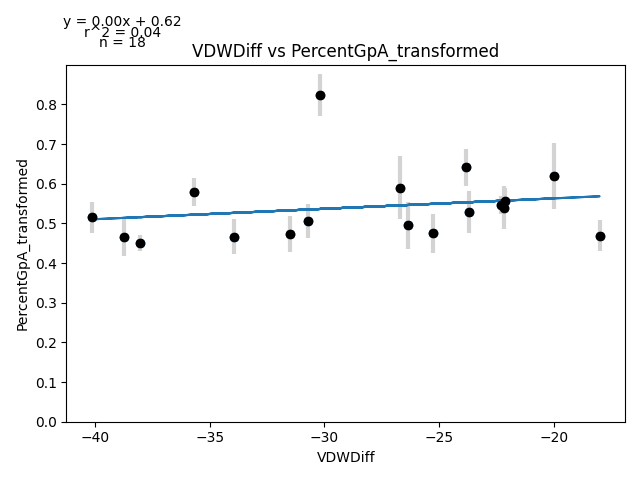 y = 0.00x + 0.62
r^2 = 0.04
n = 18
VDWDiff vs PercentGpA_transformed
PercentGpA_transformed
0.8
0.7
0.6
0.5
0.4
0.3
0.2
0.1
0.0
−40
−35
−30
−25
−20
VDWDiff